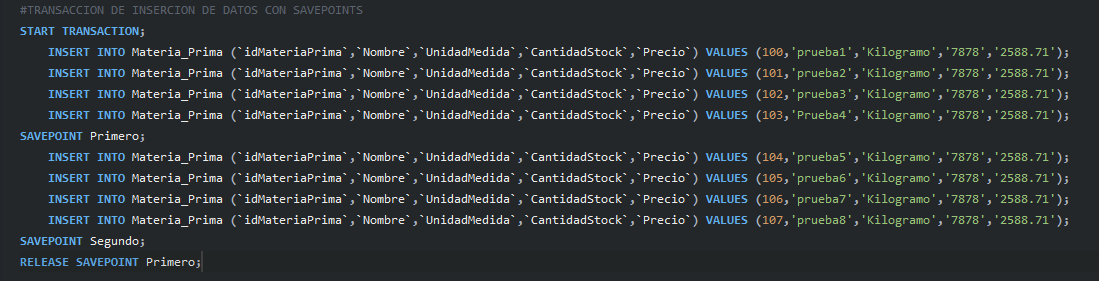 #TRANSACCION DE INSERCION DE DATOS CON SAVEPOINTS
START TRANSACTION;
INSERT INTO Materia_Prima (`idMateriaPrima`,`Nombre`,`UnidadMedida`,`CantidadStock`,`Precio`) VALUES (100,'prueba1','Kilogramo','7878','2588.71');
INSERT INTO Materia_Prima (`idMateriaPrima`,`Nombre`,`UnidadMedida`,`CantidadStock`,`Precio`) VALUES (101,'prueba2','Kilogramo','7878','2588.71');
INSERT INTO Materia_Prima (`idMateriaPrima`,`Nombre`,`UnidadMedida`,`CantidadStock`,`Precio`) VALUES (102,'prueba3','Kilogramo','7878','2588.71');
INSERT INTO Materia_Prima (`idMateriaPrima`,`Nombre`,`UnidadMedida`,`CantidadStock`,`Precio`) VALUES (103,'Prueba4','Kilogramo','7878','2588.71');
SAVEPOINT Primero;
INSERT INTO Materia_Prima (`idMateriaPrima`,`Nombre`,`UnidadMedida`,`CantidadStock`,`Precio`) VALUES (104,'prueba5','Kilogramo','7878','2588.71');
INSERT INTO Materia_Prima (`idMateriaPrima`,`Nombre`,`UnidadMedida`,`CantidadStock`,`Precio`) VALUES (105,'prueba6','Kilogramo','7878','2588.71');
INSERT INTO Materia_Prima (`idMateriaPrima`,`Nombre`,`UnidadMedida`,`CantidadStock`,`Precio`) VALUES (106,'prueba7','Kilogramo','7878','2588.71');
INSERT INTO Materia_Prima (`idMateriaPrima`,`Nombre`,`UnidadMedida`,`CantidadStock`,`Precio`) VALUES (107,'prueba8','Kilogramo','7878','2588.71');
SAVEPOINT Segundo;
RELEASE SAVEPOINT Primero;